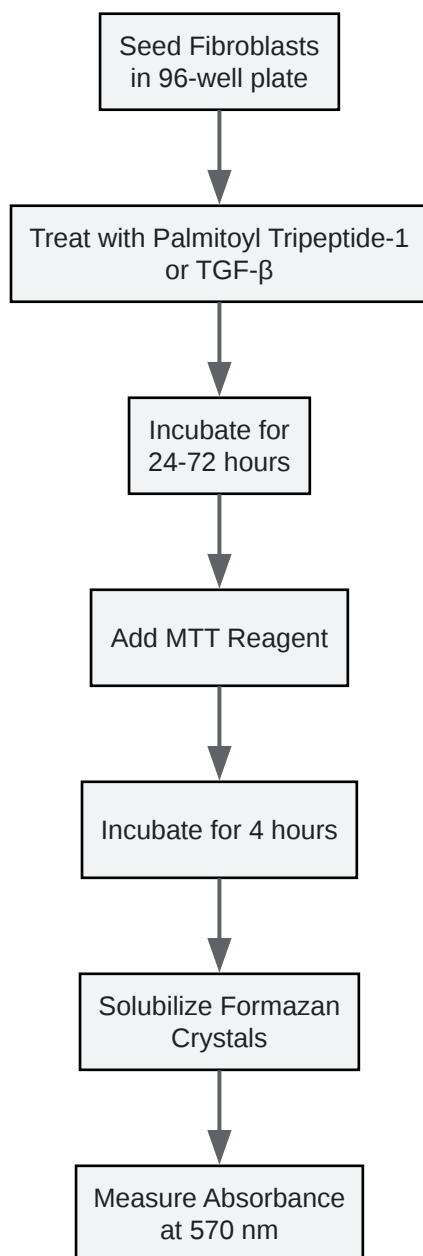 Seed Fibroblasts
in 96-well plate
Treat with Palmitoyl Tripeptide-1
or TGF-β
Incubate for
24-72 hours
Add MTT Reagent
Incubate for 4 hours
Solubilize Formazan
Crystals
Measure Absorbance
at 570 nm